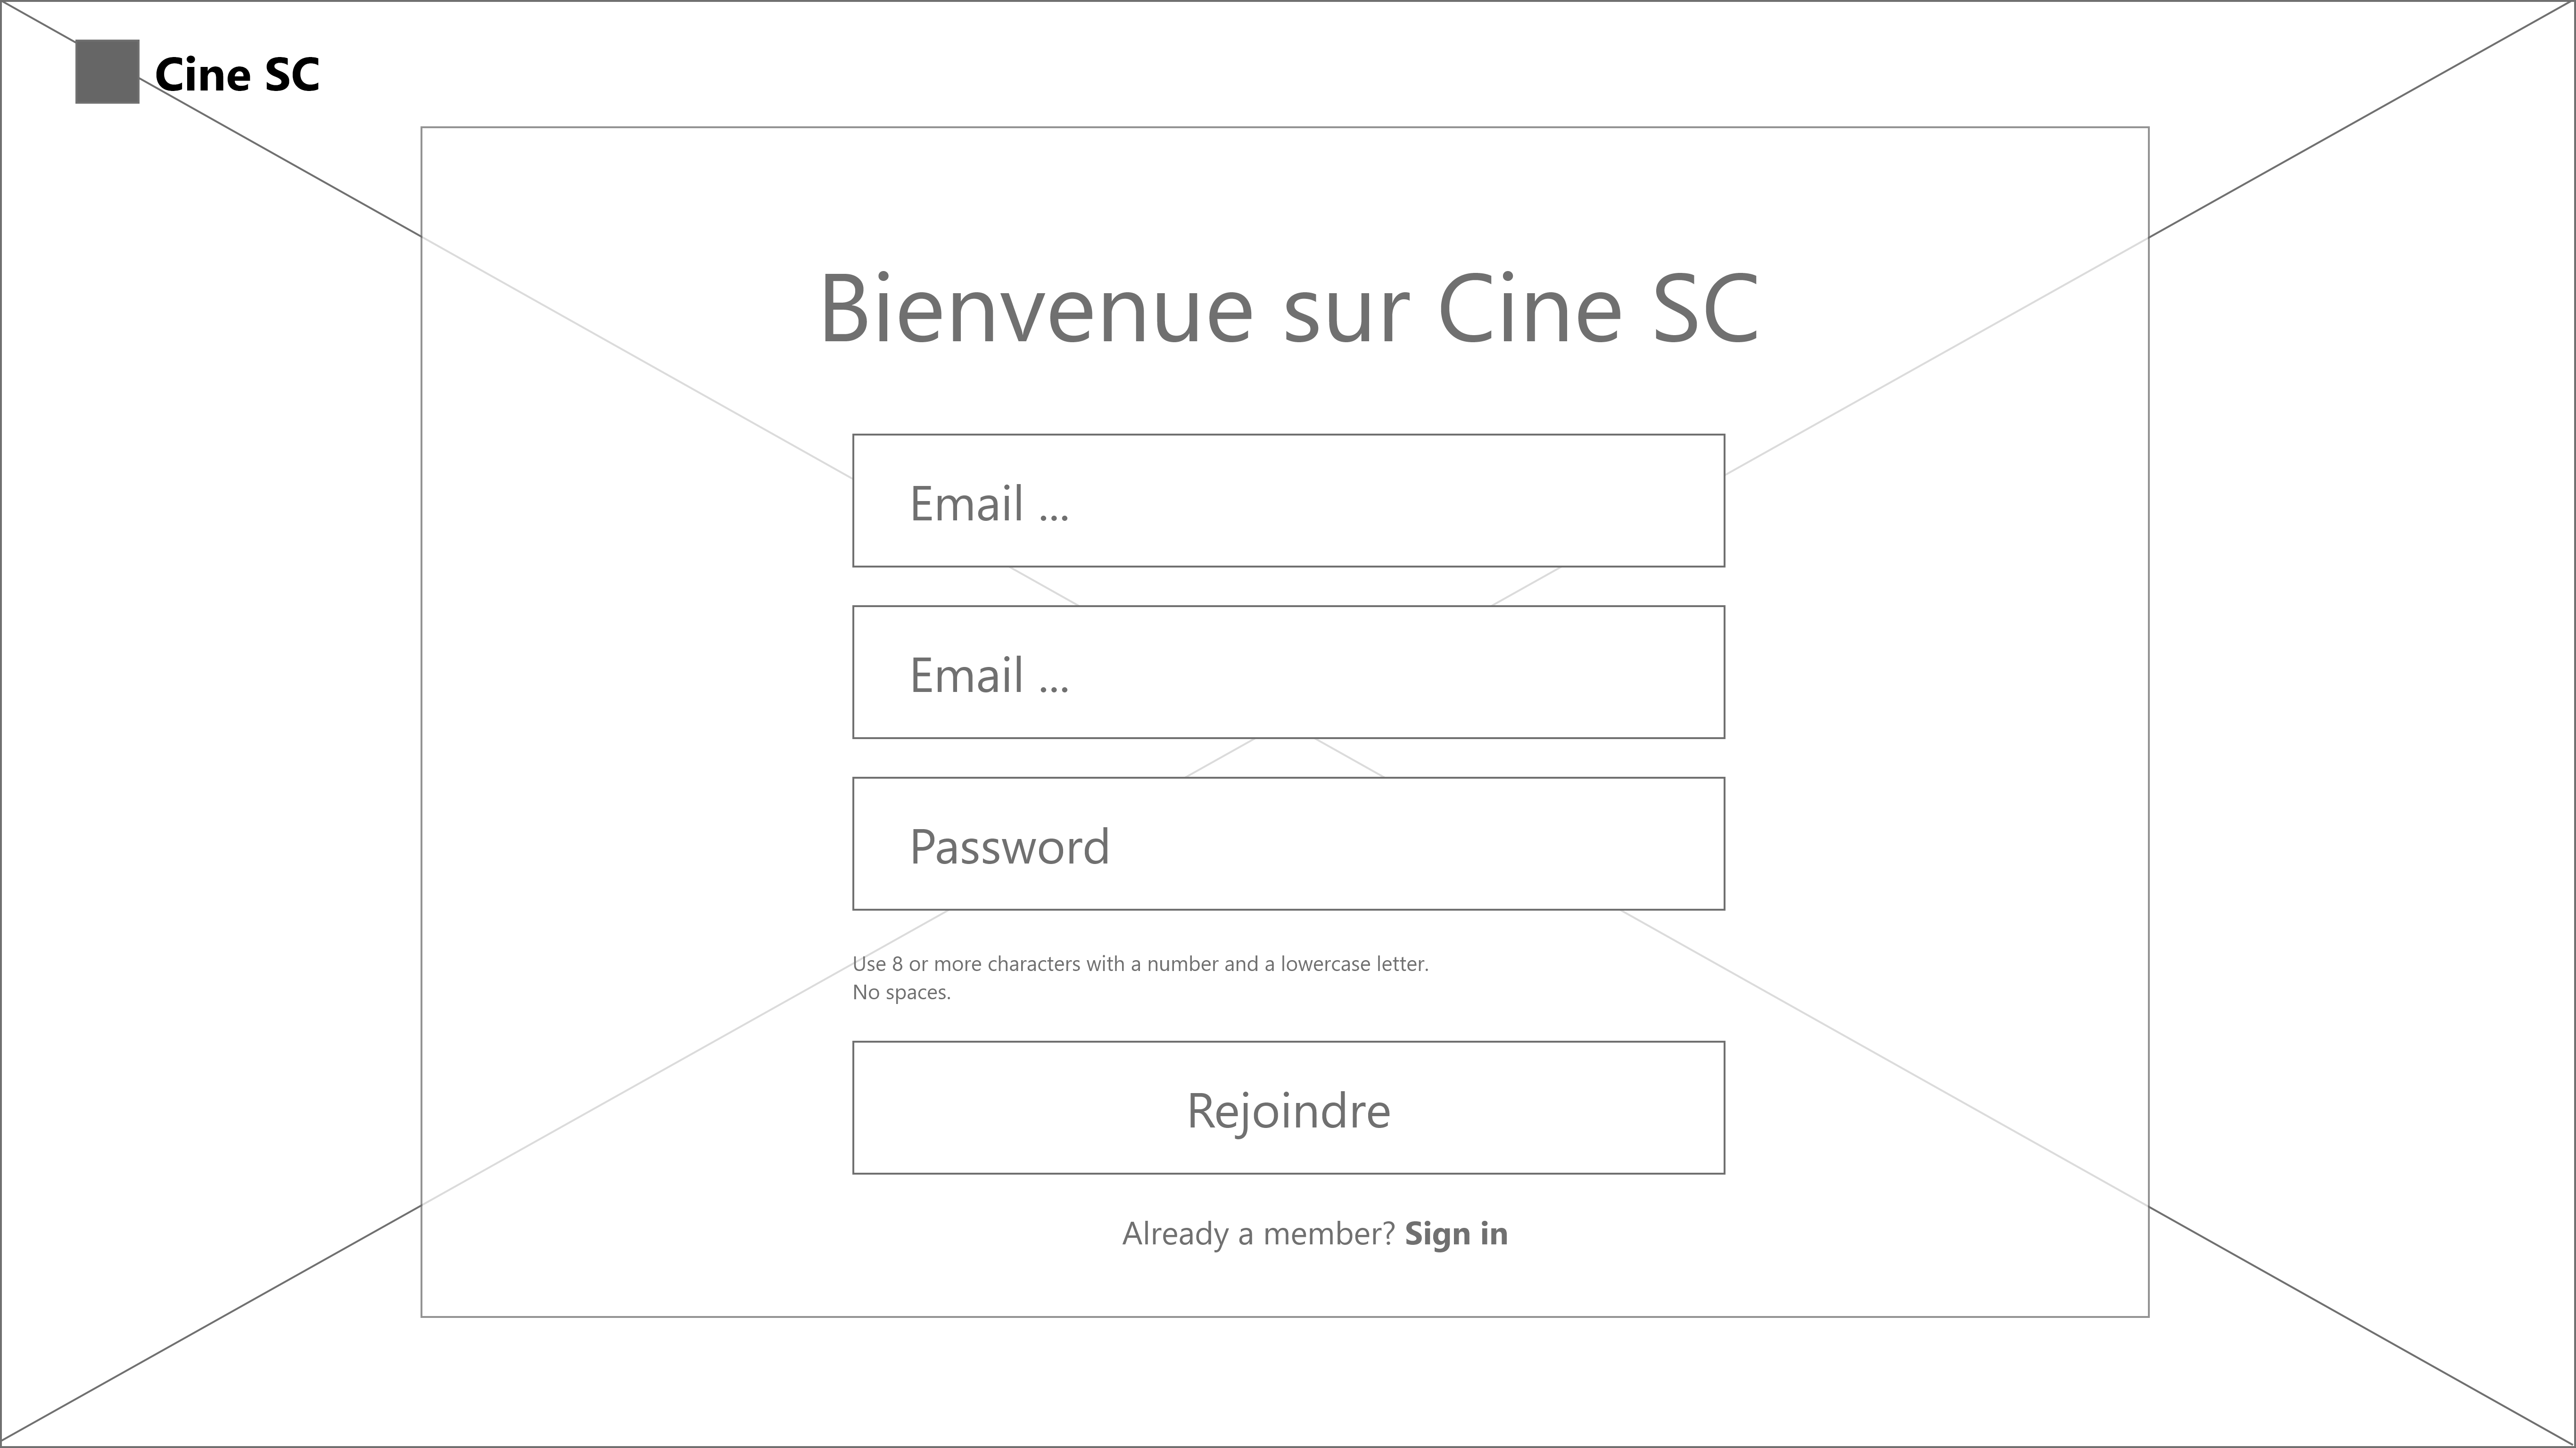 Cine SC
Bienvenue sur Cine SC
Email ...
Email ...
Password
Use 8 or more characters with a number and a lowercase letter.
No spaces.
Rejoindre
Already a member? Sign in